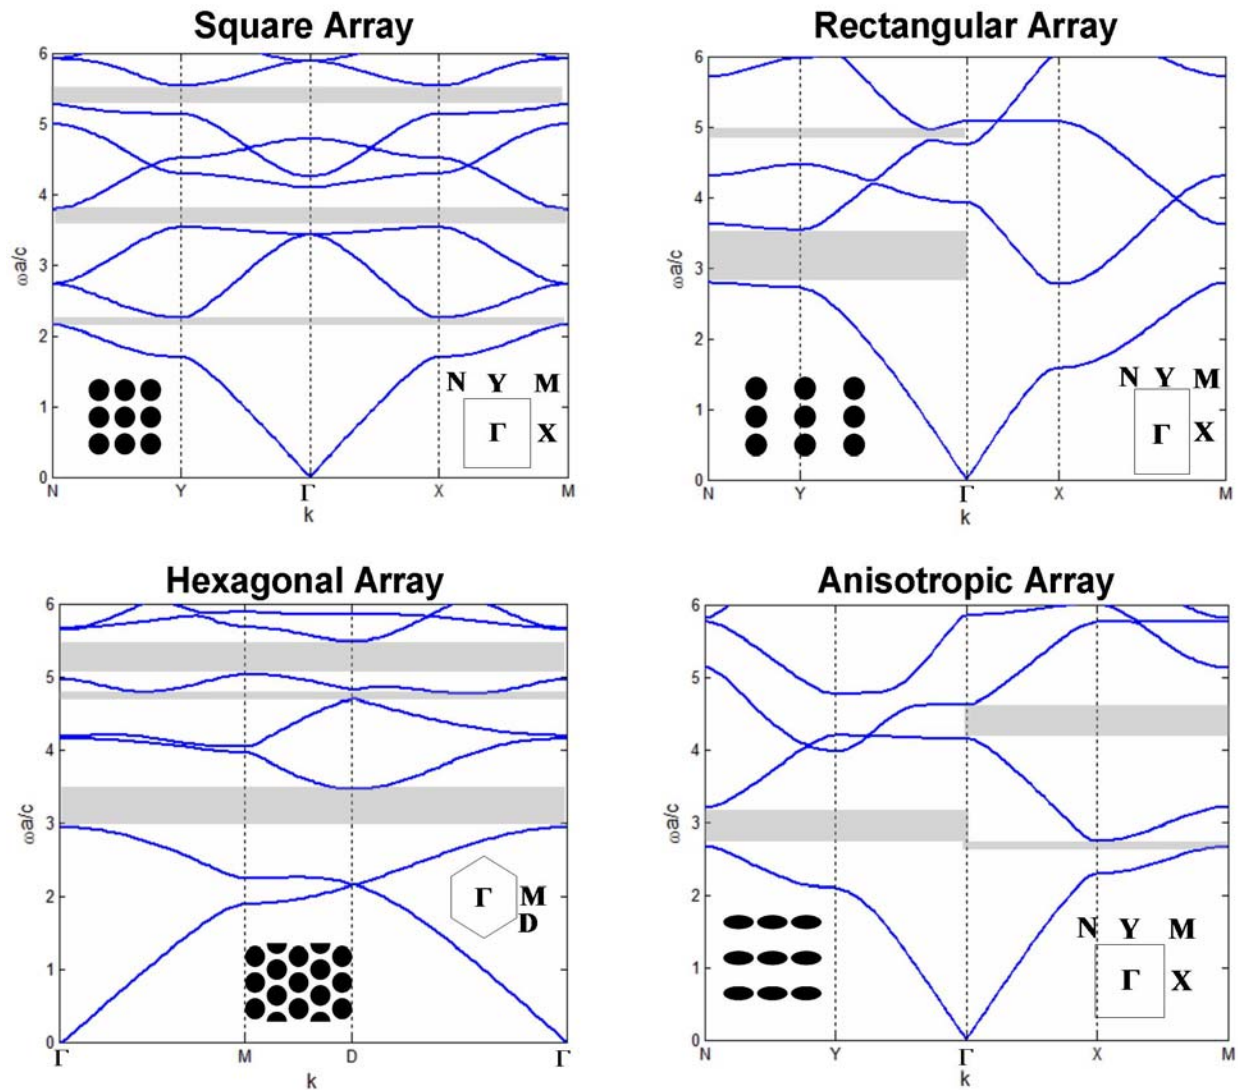 Square Array
6
5
4
3
2
1
0
ωa/c
N Y M
Γ X
N Y Γ X M
k
Rectangular Array
6
5
4
3
2
1
0
ωa/c
N Y M
Γ X
N Y Γ X M
k
Hexagonal Array
6
5
4
3
2
1
0
ωa/c
Γ M
D
Γ M D Γ
k
Anisotropic Array
6
5
4
3
2
1
0
ωa/c
N Y M
Γ X
N Y Γ X M
k